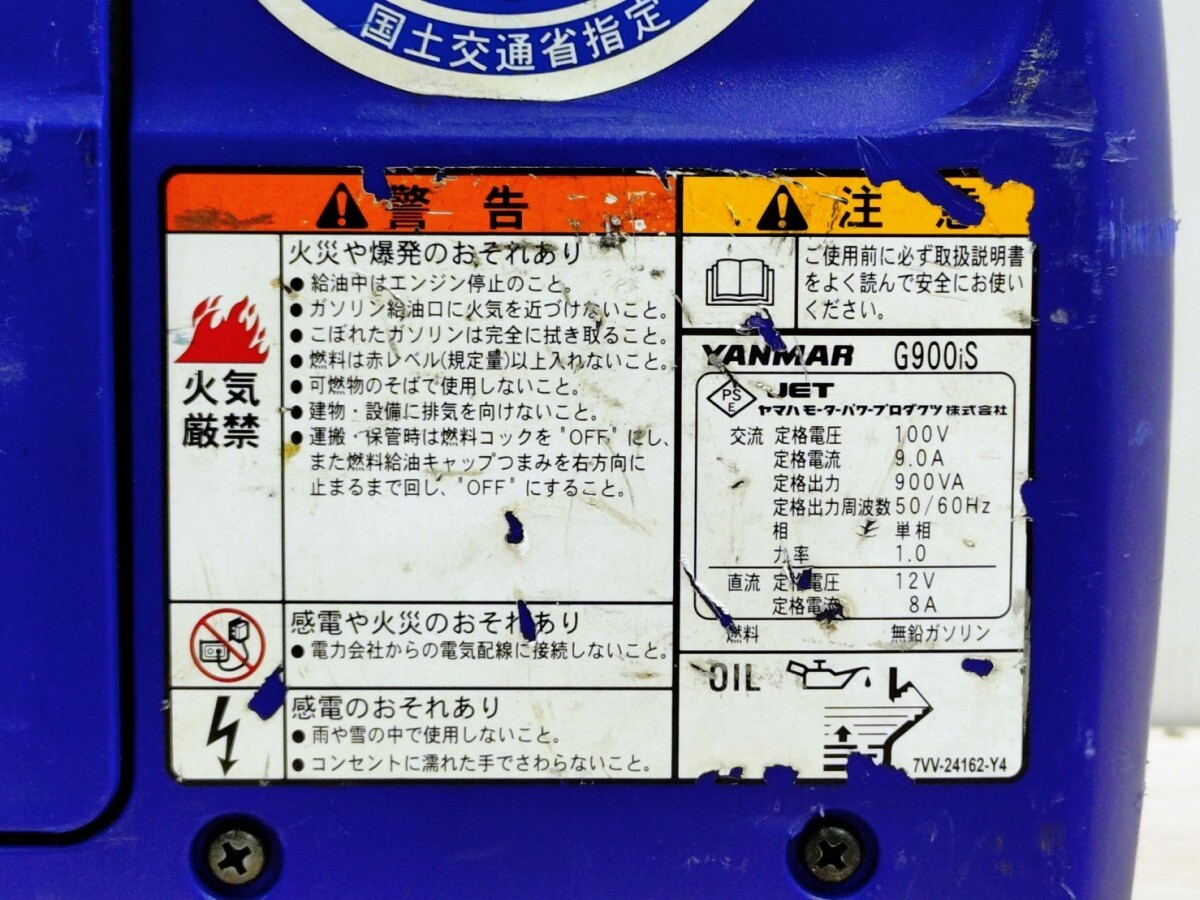 国土交通省指定
警告
火災や爆発のおそれあり
● 給油中はエンジン停止のこと。
● ガソリン給油口に火気を近づけないこと。
● こぼれたガソリンは完全に拭き取ること。
● 燃料は赤レベル(規定量)以上入れないこと。
● 可燃物のそばで使用しないこと。
● 建物・設備に排気を向けないこと。
● 運搬・保管時は燃料コックを"OFF"にし、
また燃料給油キャップつまみを右方向に
止まるまで回し、"OFF"にすること。
火気
厳禁
感電や火災のおそれあり
● 電力会社からの電気配線に接続しないこと。
感電のおそれあり
● 雨や雪の中で使用しないこと。
● コンセントに濡れた手でさわらないこと。
注意
ご使用前に必ず取扱説明書
をよく読んで安全にお使い
ください。
YANMAR G900iS
PS
E
JET
ヤマハモーターパワープロダクツ株式会社
交流 定格電圧 100V
定格電流 9.0A
定格出力 900VA
定格出力周波数 50/60Hz
相 単相
力率 1.0
直流 定格電圧 12V
定格電流 8A
燃料 無鉛ガソリン
OIL
7VV-24162-Y4